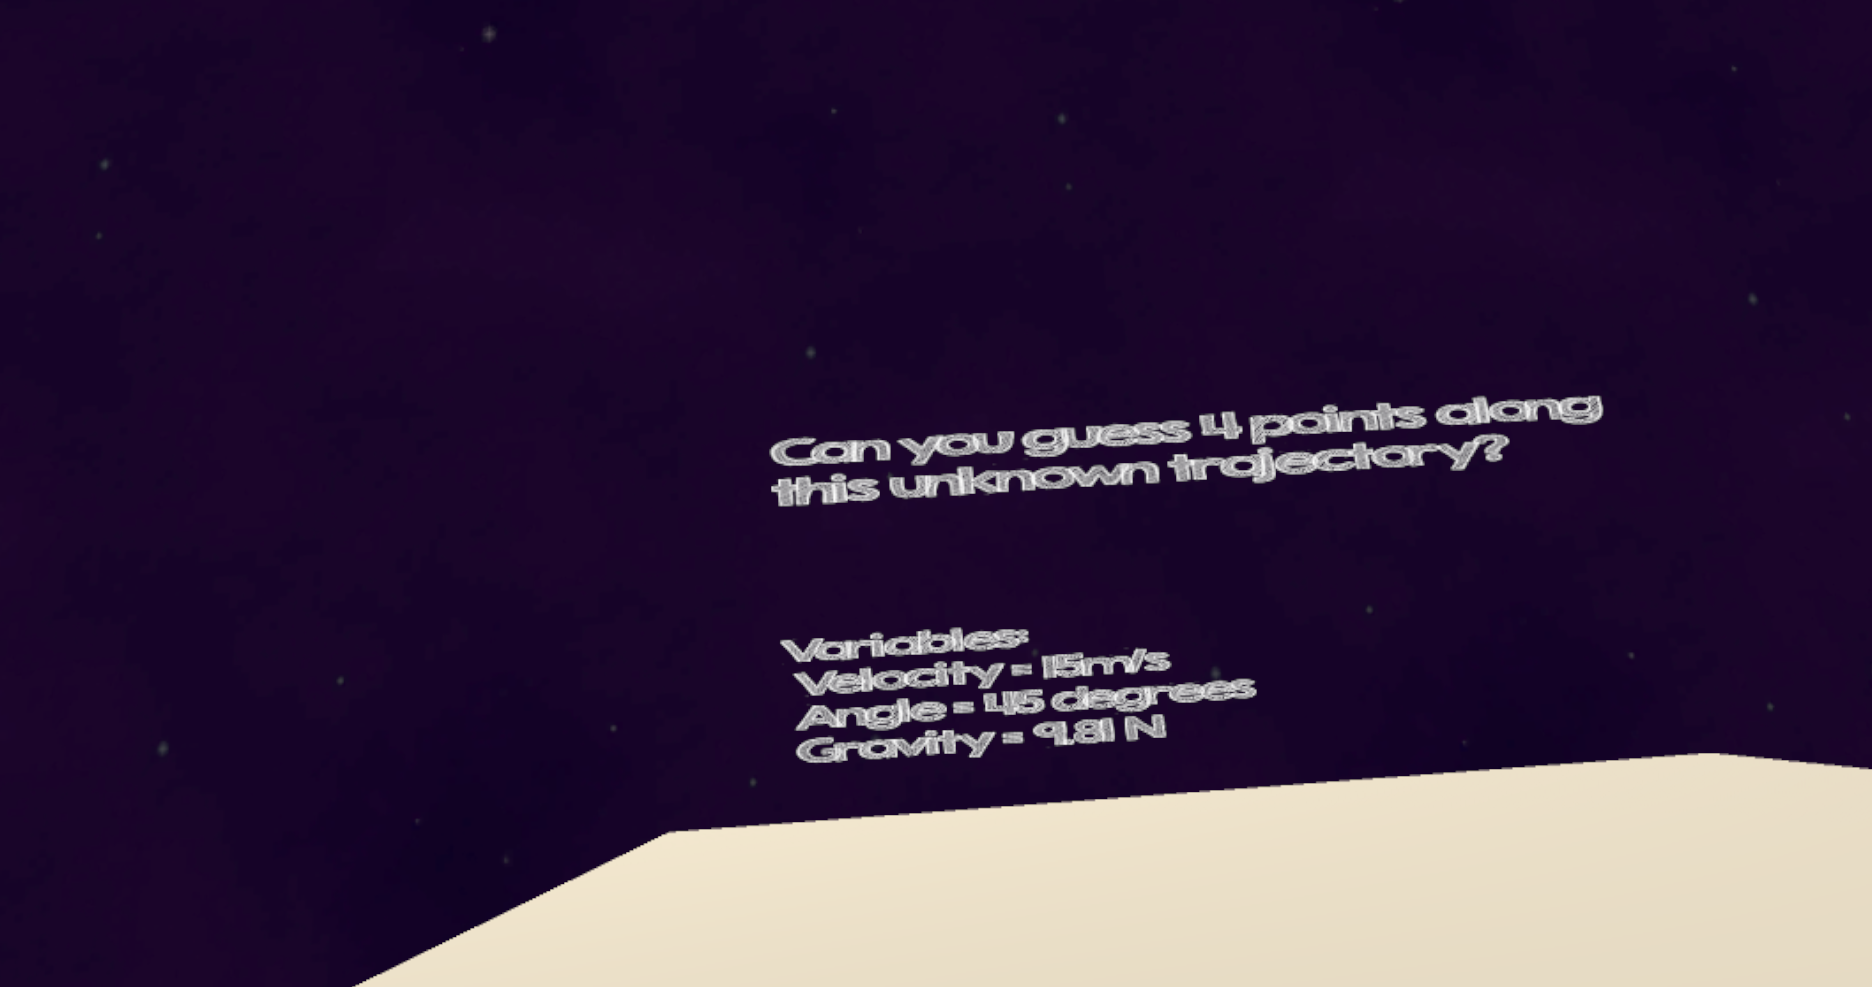 Can you guess 4 points along
this unknown trajectory?
Variables:
Velocity = 15m/s
Angle = 45 degrees
Gravity = 9.81 N